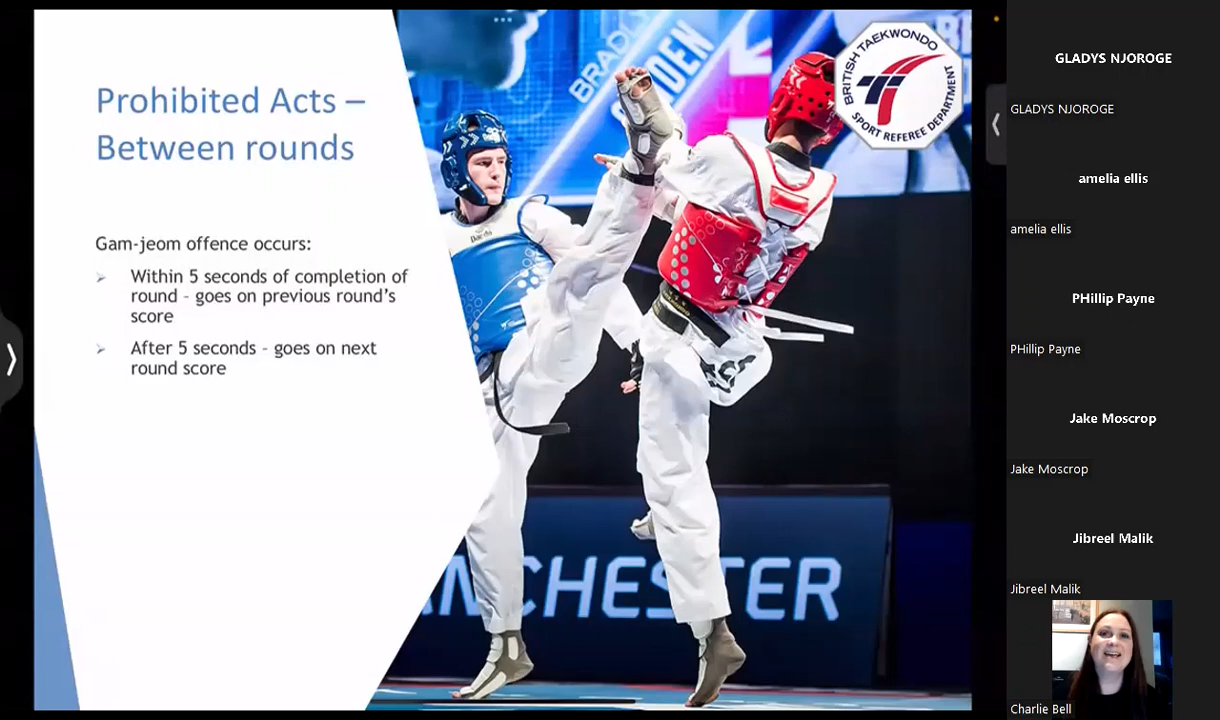 Prohibited Acts –
Between rounds
Gam-jeom offence occurs:
Within 5 seconds of completion of
round – goes on previous round's
score
After 5 seconds – goes on next
round score
BRITISH TAEKWONDO
SPORT REFEREE DEPARTMENT
Daedo
ANCHESTER
GLADYS NJOROGE
GLADYS NJOROGE
amelia ellis
amelia ellis
PHillip Payne
PHillip Payne
Jake Moscrop
Jake Moscrop
Jibreel Malik
Jibreel Malik
Charlie Bell